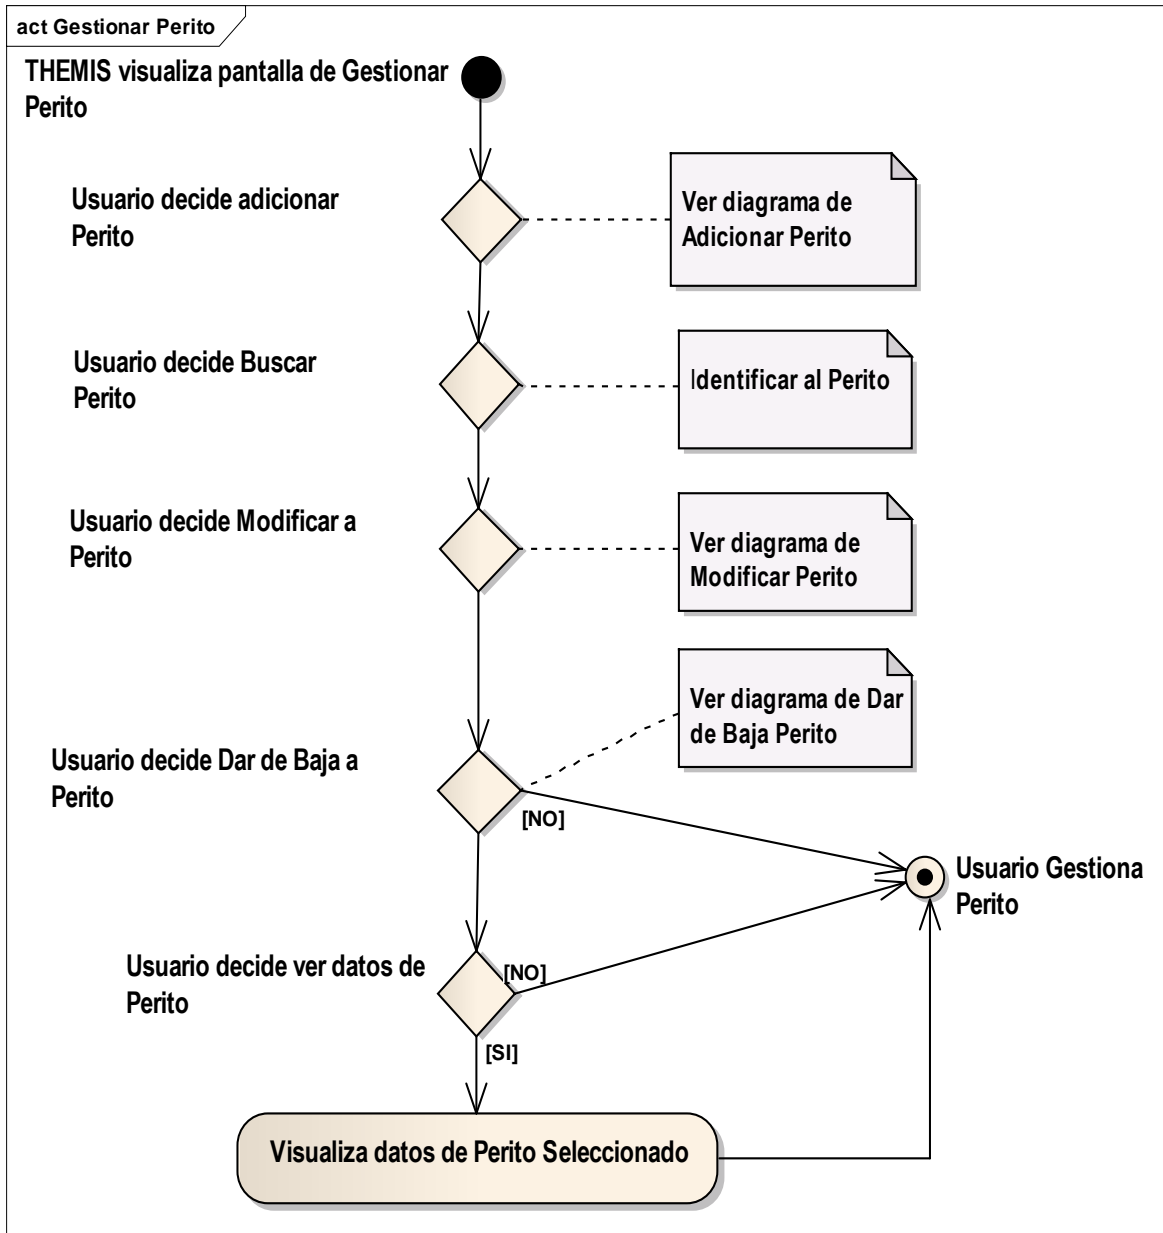 act Gestionar Perito
THEMIS visualiza pantalla de Gestionar
Perito
Usuario decide adicionar
Perito
Ver diagrama de
Adicionar Perito
Usuario decide Buscar
Perito
Identificar al Perito
Usuario decide Modificar a
Perito
Ver diagrama de
Modificar Perito
Ver diagrama de Dar
de Baja Perito
Usuario decide Dar de Baja a
Perito
[NO]
Usuario Gestiona
Perito
Usuario decide ver datos de
Perito
[NO]
[SI]
Visualiza datos de Perito Seleccionado